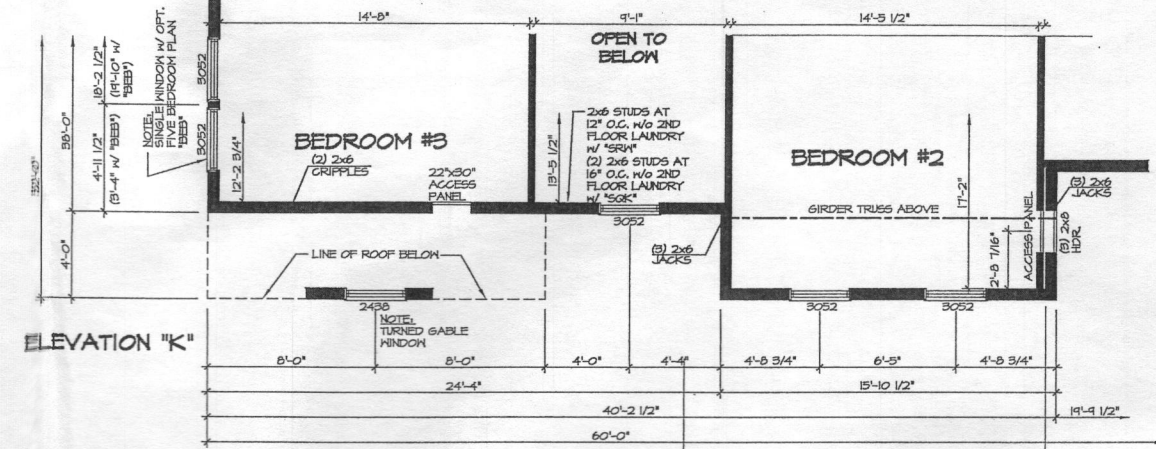 14'-8"
9'-1"
14'-5 1/2"
OPEN TO
BELOW
3052
3052
NOTE:
SINGLE WINDOW W/ OPT.
FIVE BEDROOM PLAN
"BEB"
18'-2 1/2"
(19'-10" W/
"BEB")
38'-0"
4'-11 1/2"
(3'-4" W/ "BEB")
4'-0"
12'-2 3/4"
BEDROOM #3
(2) 2x6
CRIPPLES
22"x30"
ACCESS
PANEL
13'-5 1/2"
2x6 STUDS AT
12" O.C. W/O 2ND
FLOOR LAUNDRY
W/ "SRW"
(2) 2x6 STUDS AT
16" O.C. W/O 2ND
FLOOR LAUNDRY
W/ "SGK"
3052
BEDROOM #2
17'-2"
GIRDER TRUSS ABOVE
(3) 2x6
JACKS
(3) 2x6
JACKS
(3) 2x8
HDR.
ACCESS PANEL
2'-8 7/16"
LINE OF ROOF BELOW
2438
NOTE:
TURNED GABLE
WINDOW
3052
3052
ELEVATION "K"
8'-0"
8'-0"
4'-0"
4'-4"
4'-8 3/4"
6'-5"
4'-8 3/4"
24'-4"
15'-10 1/2"
40'-2 1/2"
19'-9 1/2"
60'-0"